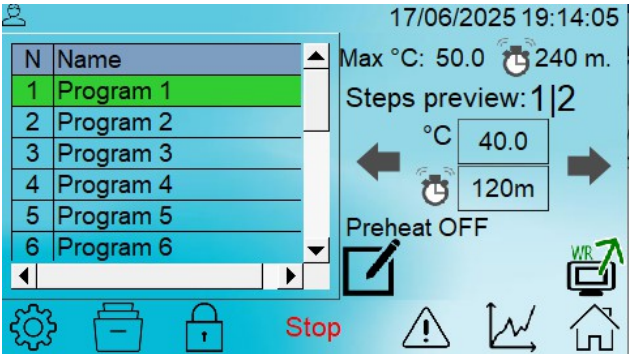 17/06/2025 19:14:05
N Name
1 Program 1
2 Program 2
3 Program 3
4 Program 4
5 Program 5
6 Program 6
Max °C: 50.0 240 m.
Steps preview: 1|2
°C 40.0
120m
Preheat OFF
WR
Stop